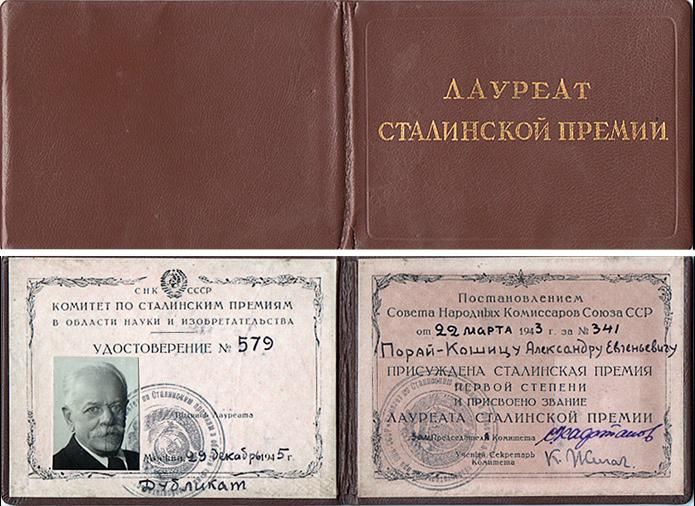 ЛАУРЕАТ
СТАЛИНСКОЙ ПРЕМИИ
СНК СССР
КОМИТЕТ ПО СТАЛИНСКИМ ПРЕМИЯМ
В ОБЛАСТИ НАУКИ И ИЗОБРЕТАТЕЛЬСТВА
УДОСТОВЕРЕНИЕ № 579
Подпись Лауреата
Москва, 29 декабря 1945 г.
Дубликат
Постановлением
Совета Народных Комиссаров Союза ССР
от 22 марта 1943 г. за № 341
Порай-Кошицу Александру Евгеньевичу
ПРИСУЖДЕНА СТАЛИНСКАЯ ПРЕМИЯ
ПЕРВОЙ СТЕПЕНИ
И ПРИСВОЕНО ЗВАНИЕ
ЛАУРЕАТА СТАЛИНСКОЙ ПРЕМИИ
Зам Председателя Комитета
Ученый Секретарь
Комитета